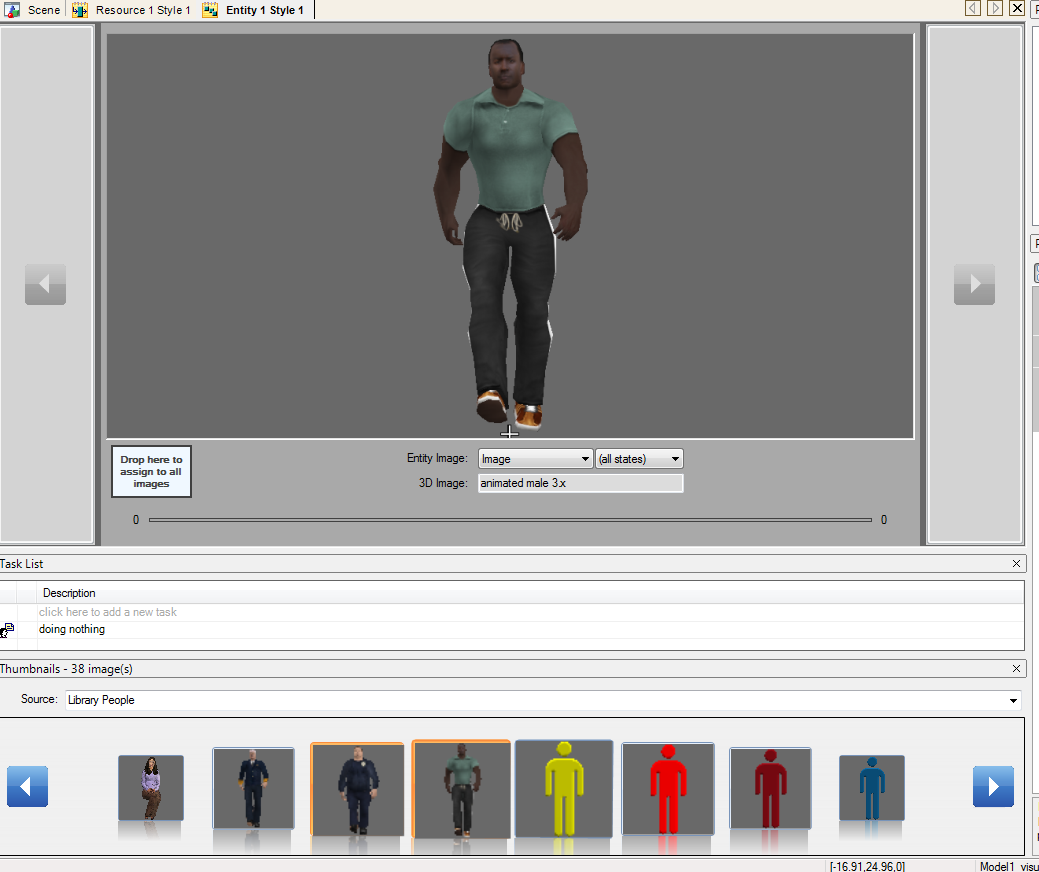 Scene Resource 1 Style 1 Entity 1 Style 1
Drop here to
assign to all
images
Entity Image: Image (all states)
3D Image: animated male 3.x
0 0
Task List
Description
click here to add a new task
doing nothing
Thumbnails - 38 image(s)
Source: Library People
[-16.91,24.96,0] Model1 visu